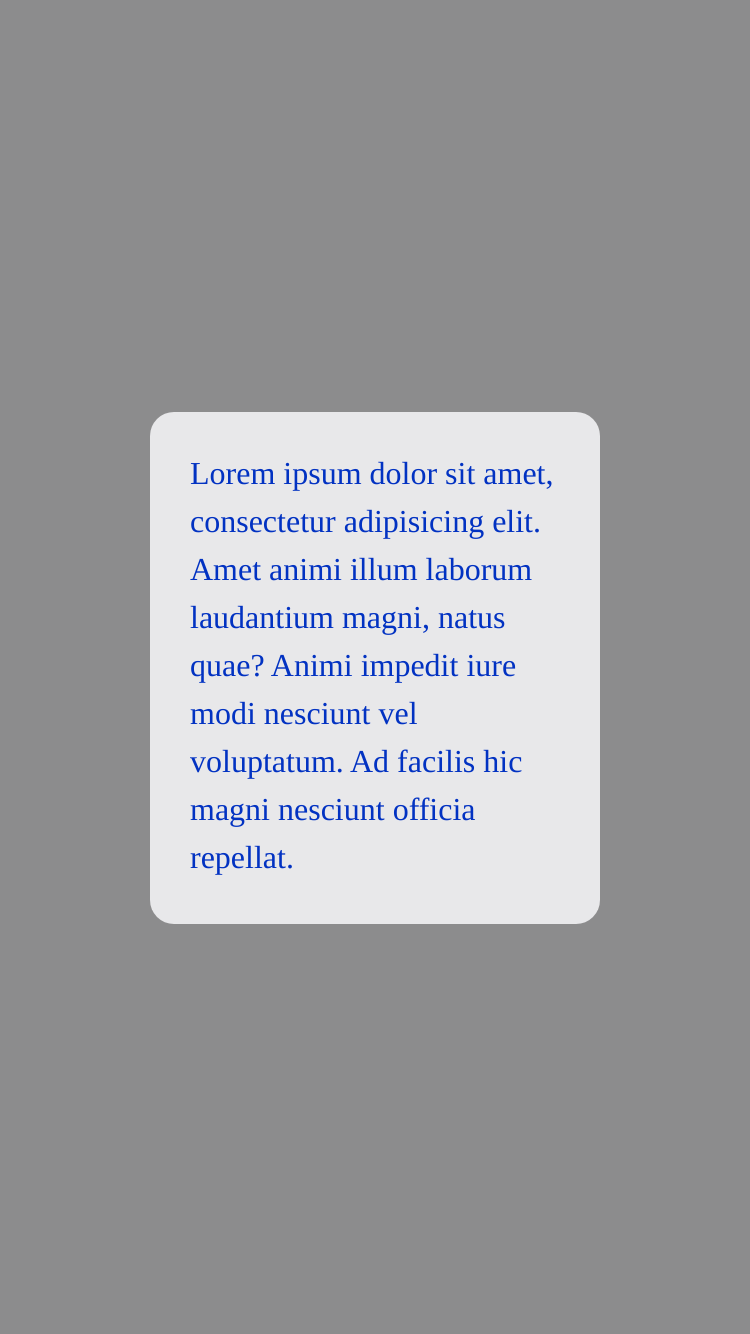 Lorem ipsum dolor sit amet,
consectetur adipisicing elit.
Amet animi illum laborum
laudantium magni, natus
quae? Animi impedit iure
modi nesciunt vel
voluptatum. Ad facilis hic
magni nesciunt officia
repellat.